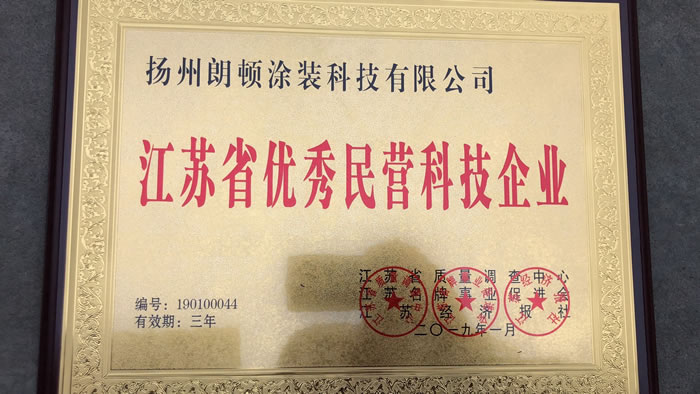 扬州朗顿涂装科技有限公司
江苏省优秀民营科技企业
江苏省质量调查中心
江苏名牌事业促进会
江苏经济报社
二〇一九年一月
编号：190100044
有效期：三年